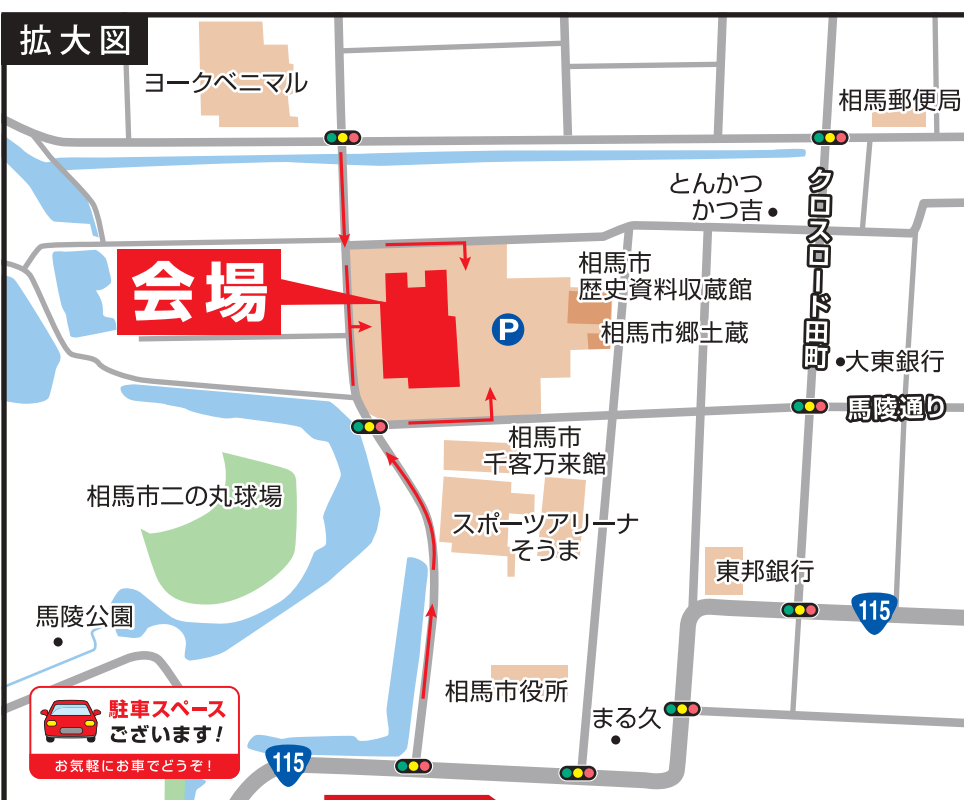 拡大図
ヨークベニマル
相馬郵便局
とんかつ
かつ吉
クロスロード田町
会場
相馬市
歴史資料収蔵館
P
相馬市郷土蔵
大東銀行
馬陵通り
相馬市
千客万来館
相馬市二の丸球場
スポーツアリーナ
そうま
東邦銀行
115
馬陵公園
相馬市役所
まる久
駐車スペース
ございます!
お気軽にお車でどうぞ!
115